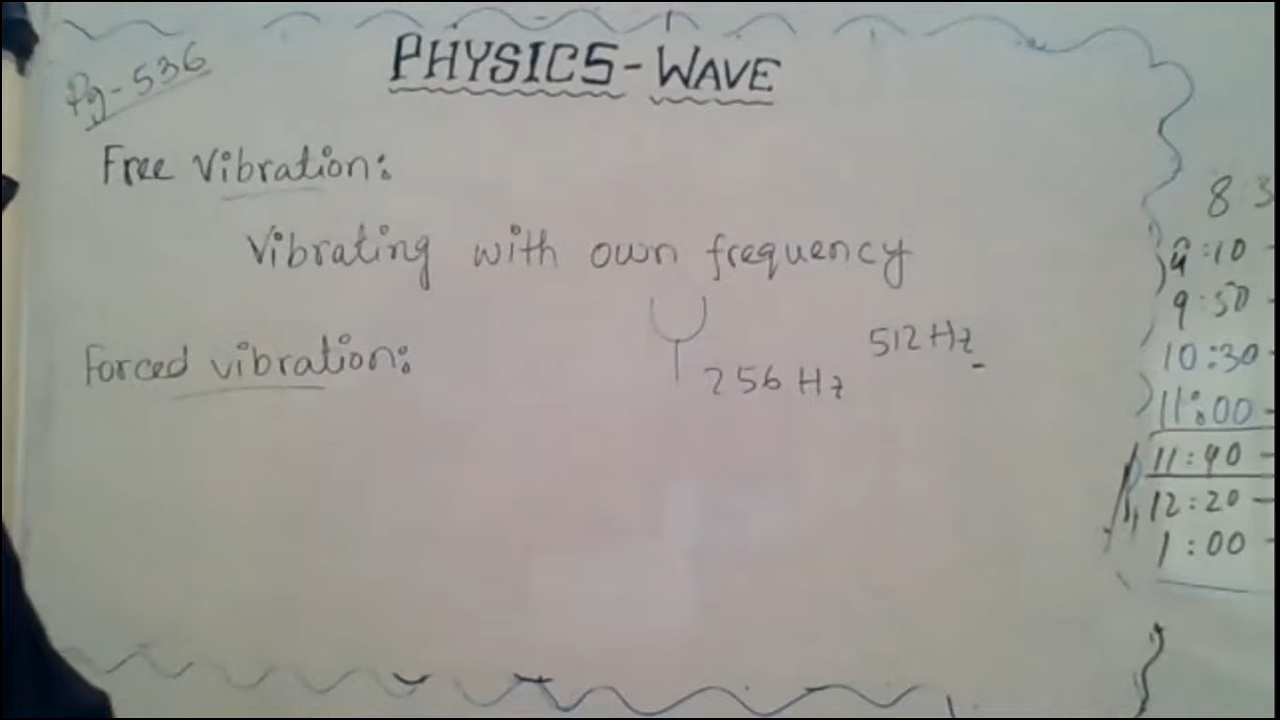 Pg-536
PHYSICS-WAVE
Free Vibration:
Vibrating with own frequency
Forced vibration:
256 Hz
512 Hz
8:3
9:10 -
9:50 -
10:30
11:00 -
11:40 -
12:20 -
1:00 -